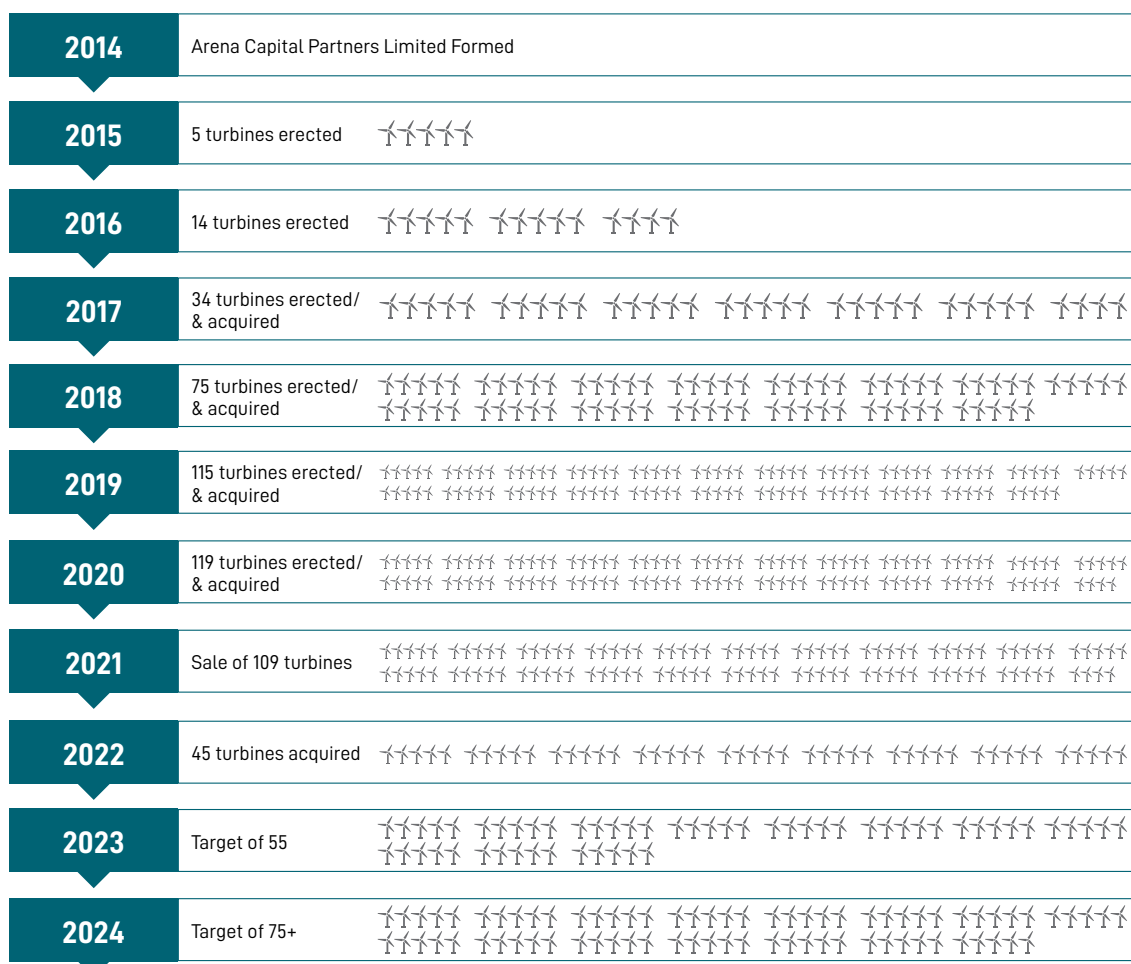 2014
Arena Capital Partners Limited Formed
2015
5 turbines erected
2016
14 turbines erected
2017
34 turbines erected/
& acquired
2018
75 turbines erected/
& acquired
2019
115 turbines erected/
& acquired
2020
119 turbines erected/
& acquired
2021
Sale of 109 turbines
2022
45 turbines acquired
2023
Target of 55
2024
Target of 75+